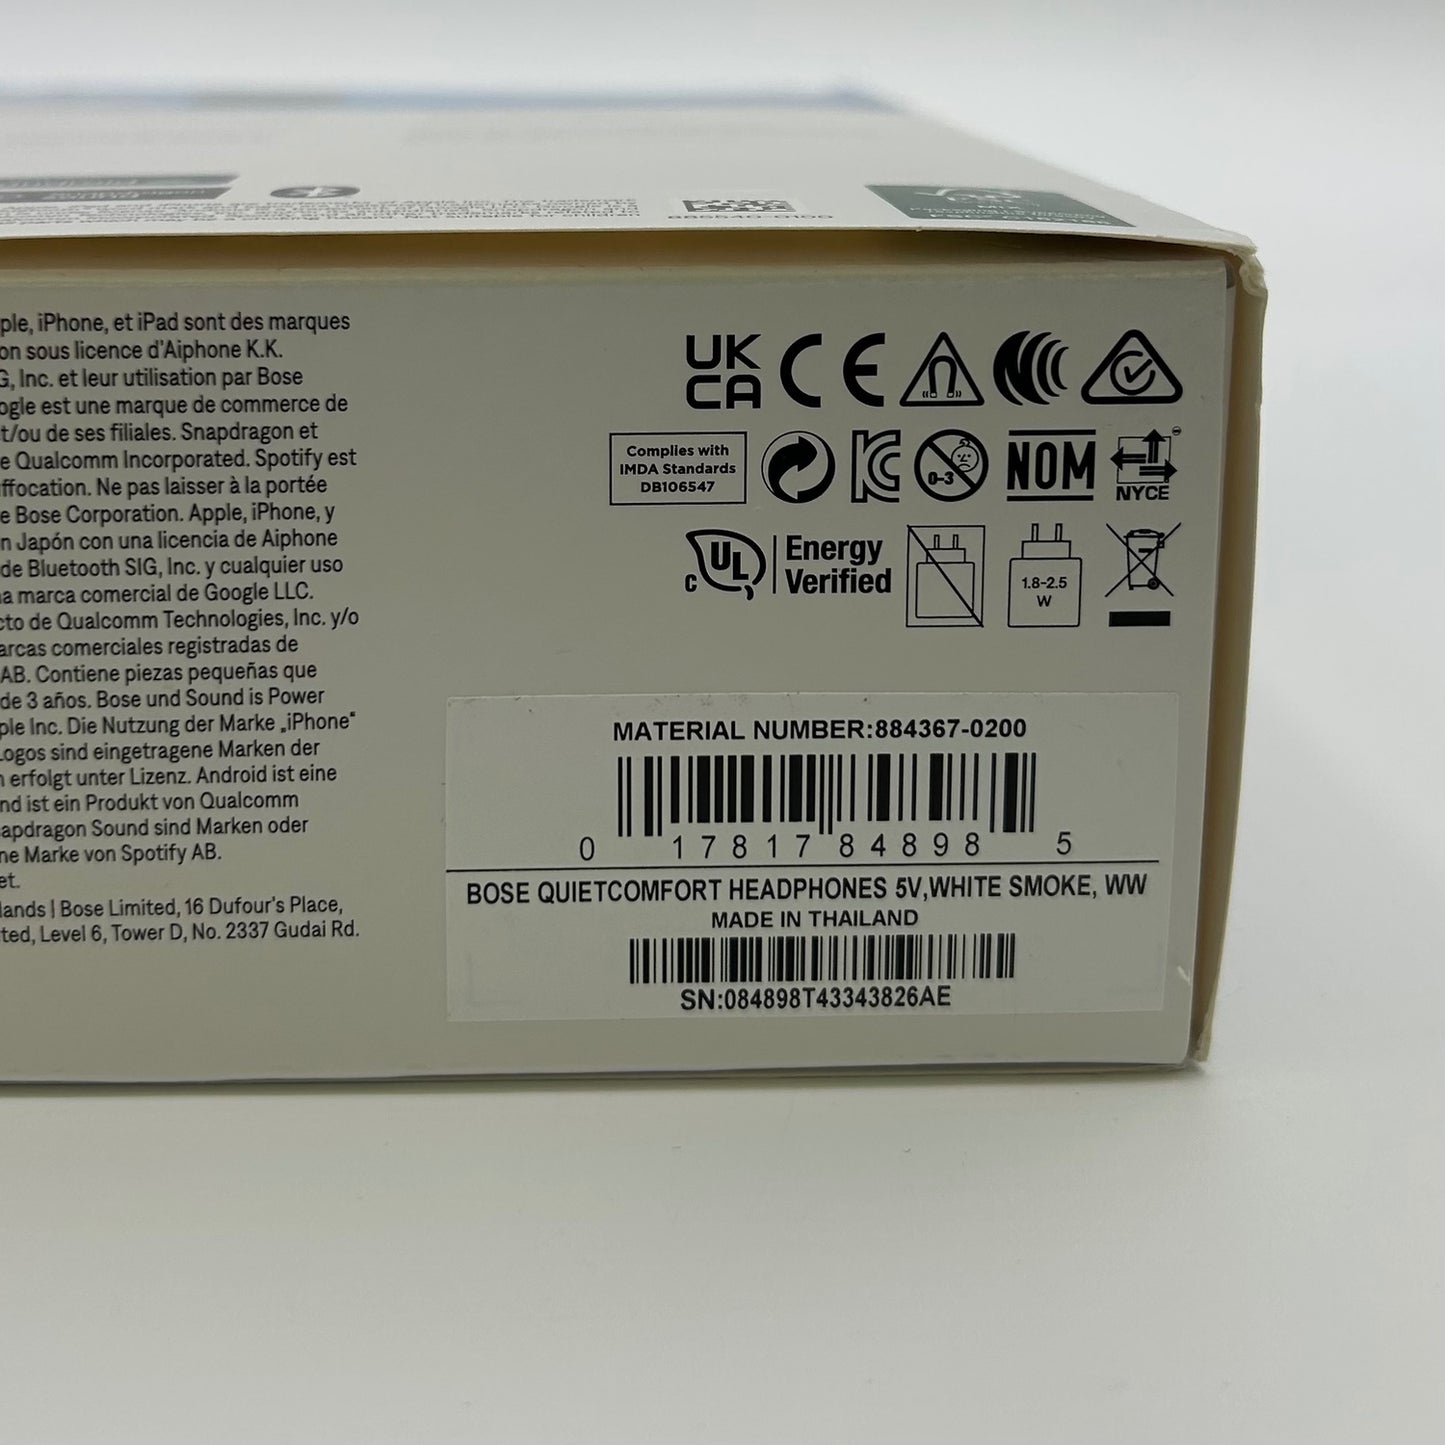 ple, iPhone, et iPad sont des marques
on sous licence d'Aiphone K.K.
G, Inc. et leur utilisation par Bose
ogle est une marque de commerce de
t/ou de ses filiales. Snapdragon et
e Qualcomm Incorporated. Spotify est
uffocation. Ne pas laisser à la portée
e Bose Corporation. Apple, iPhone, y
n Japón con una licencia de Aiphone
de Bluetooth SIG, Inc. y cualquier uso
na marca comercial de Google LLC.
cto de Qualcomm Technologies, Inc. y/o
arcas comerciales registradas de
AB. Contiene piezas pequeñas que
de 3 años. Bose und Sound is Power
ple Inc. Die Nutzung der Marke „iPhone“
Logos sind eingetragene Marken der
n erfolgt unter Lizenz. Android ist eine
nd ist ein Produkt von Qualcomm
apdragon Sound sind Marken oder
ne Marke von Spotify AB.
et.
lands | Bose Limited, 16 Dufour's Place,
ted, Level 6, Tower D, No. 2337 Gudai Rd.
UK
CA CE
Complies with
IMDA Standards
DB106547
KC
0-3
NOM
NYCE
c UL
Energy
Verified
1.8-2.5
W
MATERIAL NUMBER:884367-0200
0 17817 84898 5
BOSE QUIETCOMFORT HEADPHONES 5V,WHITE SMOKE, WW
MADE IN THAILAND
SN:084898T43343826AE